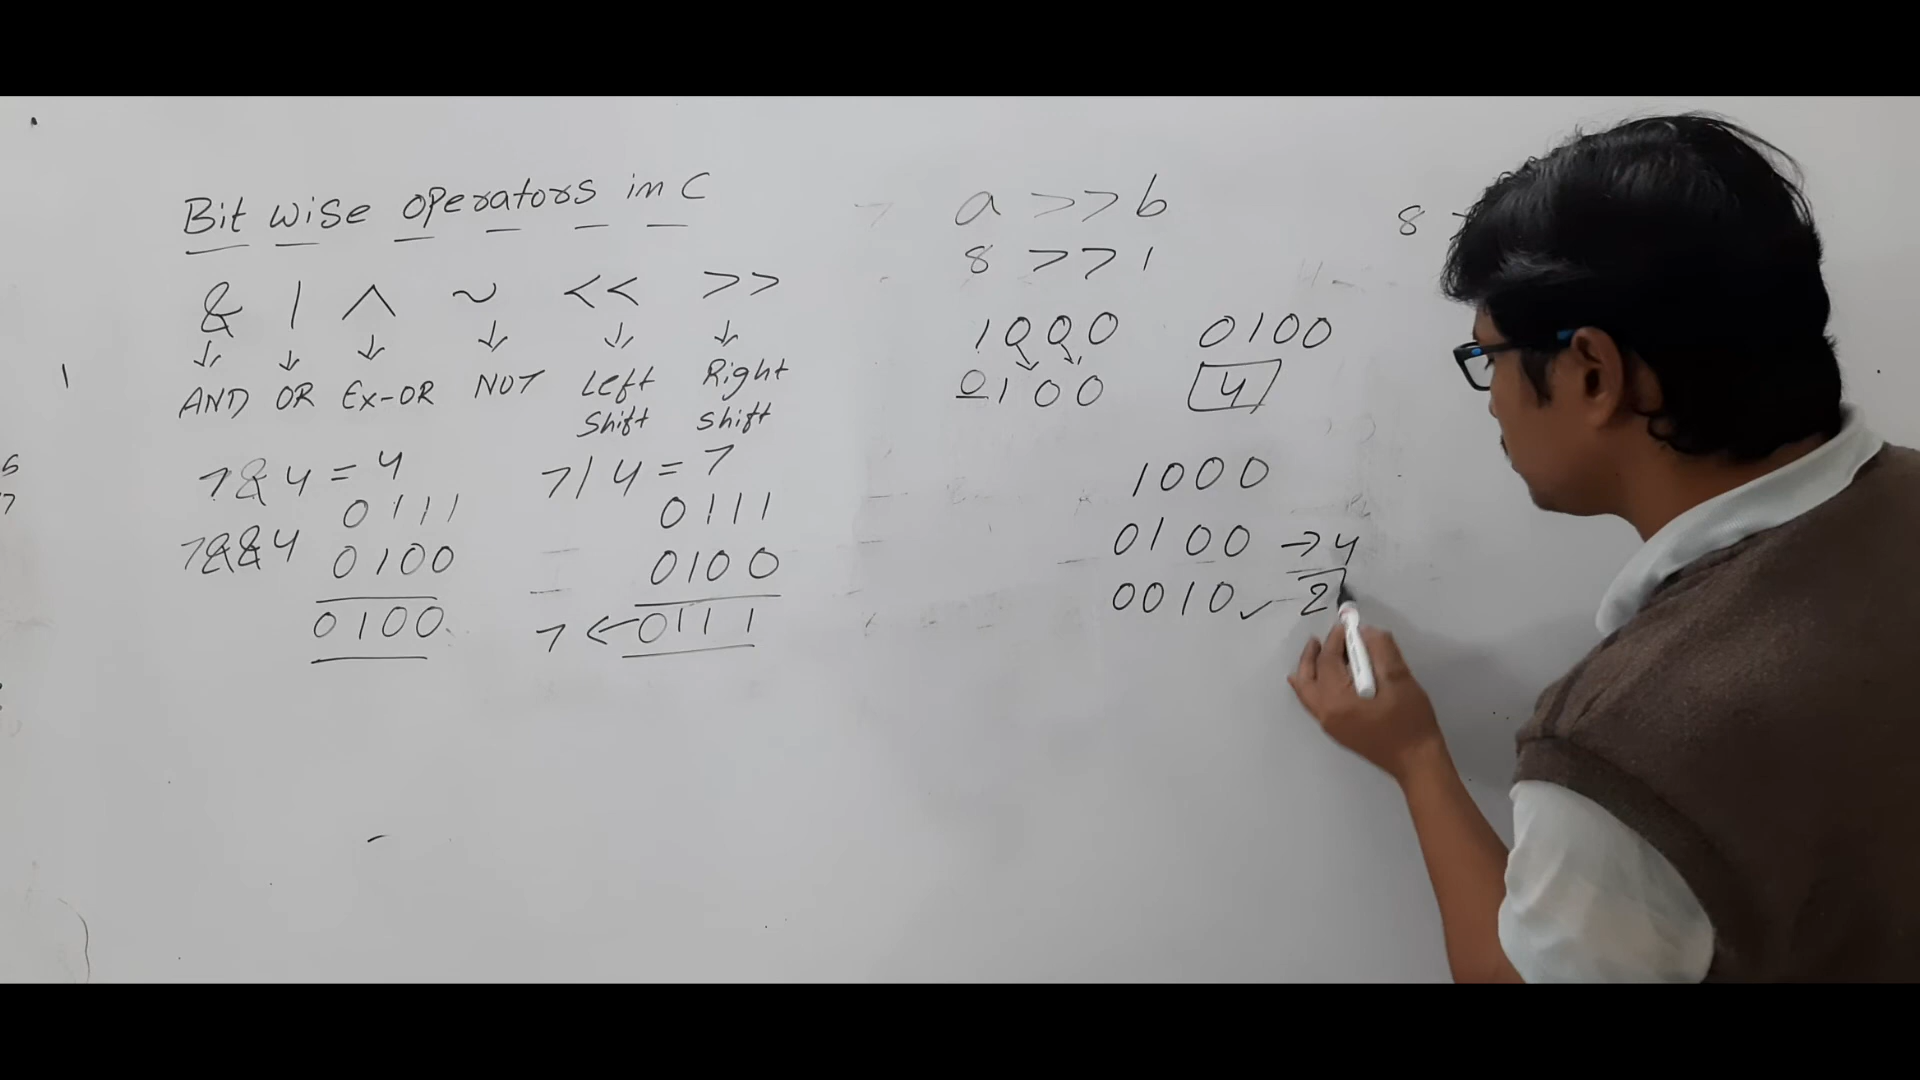 Bit wise operators in C
& | ^ ~ << >>
↓ ↓ ↓ ↓ ↓ ↓
AND OR Ex-OR NOT Left Shift Right shift
7 & 4 = 4
0111
7&&4
0100
0100
7 | 4 = 7
0111
0100
7 ← 0111
a >> b
8 >> 1
1000 0100
0100 4
8 >
1000
0100 → 4
0010 ✓ 2
1